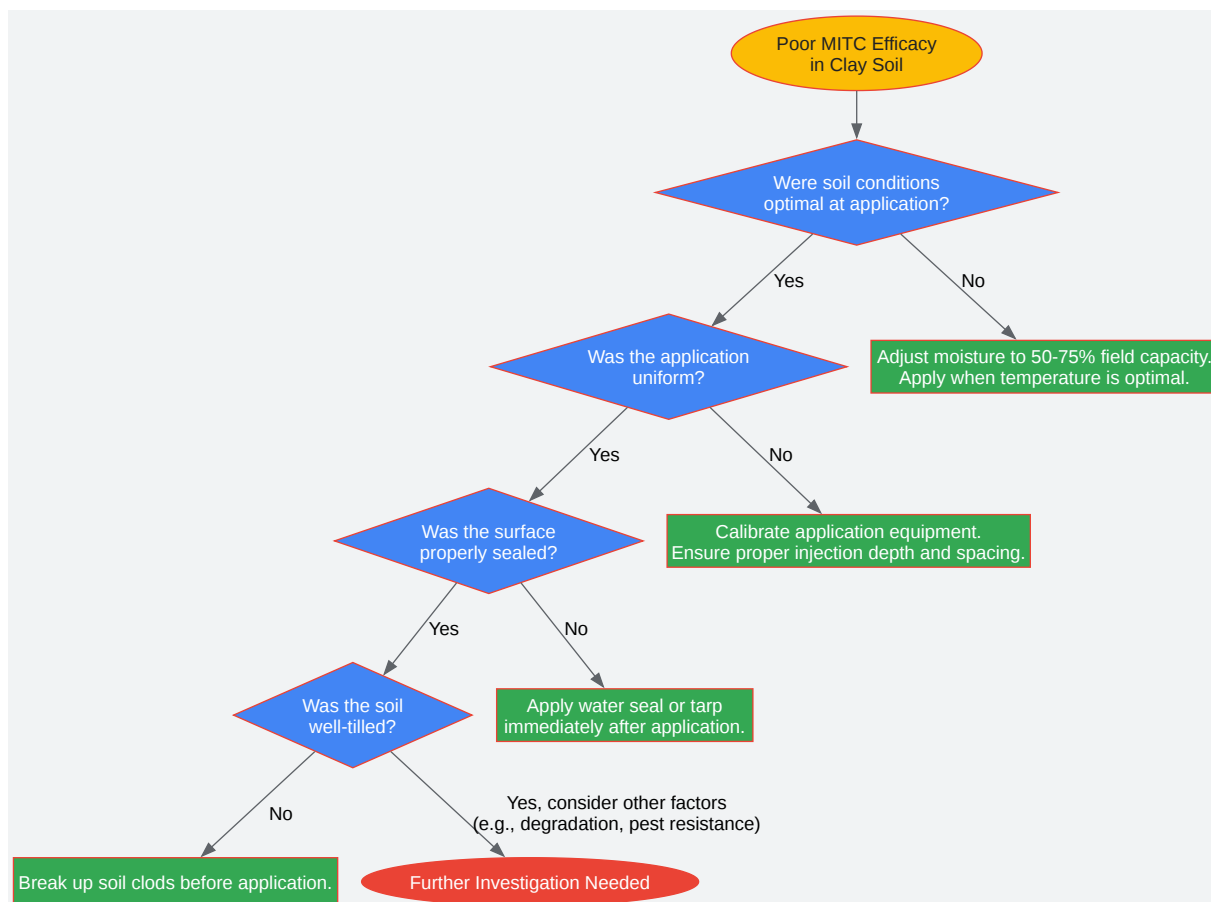 Poor MITC Efficacy
in Clay Soil
Were soil conditions
optimal at application?
Yes
No
Was the application
uniform?
Adjust moisture to 50-75% field capacity.
Apply when temperature is optimal.
Yes
No
Was the surface
properly sealed?
Calibrate application equipment.
Ensure proper injection depth and spacing.
Yes
No
Was the soil
well-tilled?
Apply water seal or tarp
immediately after application.
No
Yes, consider other factors
(e.g., degradation, pest resistance)
Break up soil clods before application.
Further Investigation Needed